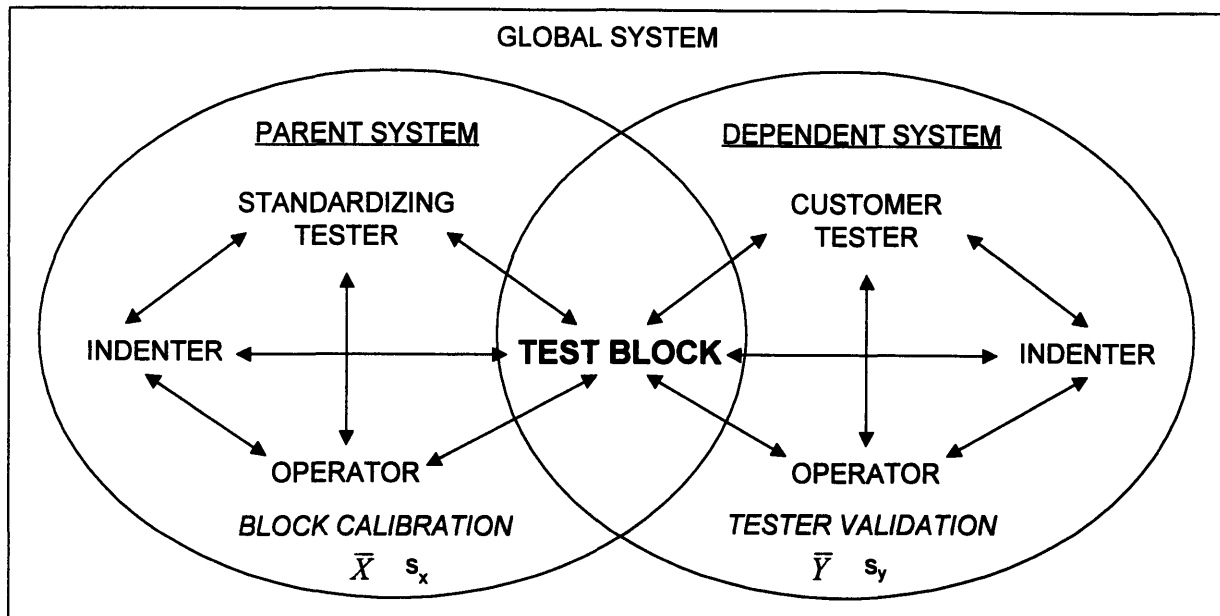 GLOBAL SYSTEM
PARENT SYSTEM
STANDARDIZING
TESTER
INDENTER
OPERATOR
BLOCK CALIBRATION
X̅ sₓ
TEST BLOCK
DEPENDENT SYSTEM
CUSTOMER
TESTER
INDENTER
OPERATOR
TESTER VALIDATION
Y̅ s_y